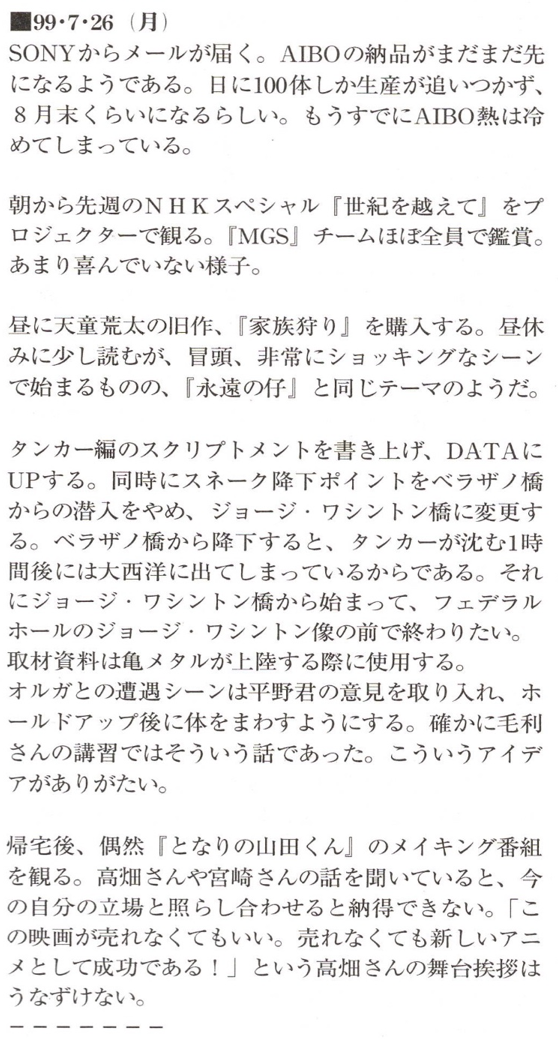 ■99・7・26（月）
SONYからメールが届く。AIBOの納品がまだまだ先
になるようである。日に100体しか生産が追いつかず、
８月末くらいになるらしい。もうすでにAIBO熱は冷
めてしまっている。
朝から先週のＮＨＫスペシャル『世紀を越えて』をプ
ロジェクターで観る。『MGS』チームほぼ全員で鑑賞。
あまり喜んでいない様子。
昼に天童荒太の旧作、『家族狩り』を購入する。昼休
みに少し読むが、冒頭、非常にショッキングなシーン
で始まるものの、『永遠の仔』と同じテーマのようだ。
タンカー編のスクリプトメントを書き上げ、DATAに
UPする。同時にスネーク降下ポイントをベラザノ橋
からの潜入をやめ、ジョージ・ワシントン橋に変更す
る。ベラザノ橋から降下すると、タンカーが沈む1時
間後には大西洋に出てしまっているからである。それ
にジョージ・ワシントン橋から始まって、フェデラル
ホールのジョージ・ワシントン像の前で終わりたい。
取材資料は亀メタルが上陸する際に使用する。
オルガとの遭遇シーンは平野君の意見を取り入れ、ホ
ールドアップ後に体をまわすようにする。確かに毛利
さんの講習ではそういう話であった。こういうアイデ
アがありがたい。
帰宅後、偶然『となりの山田くん』のメイキング番組
を観る。高畑さんや宮崎さんの話を聞いていると、今
の自分の立場と照らし合わせると納得できない。「こ
の映画が売れなくてもいい。売れなくても新しいアニ
メとして成功である！」という高畑さんの舞台挨拶は
うなずけない。
－－－－－－－